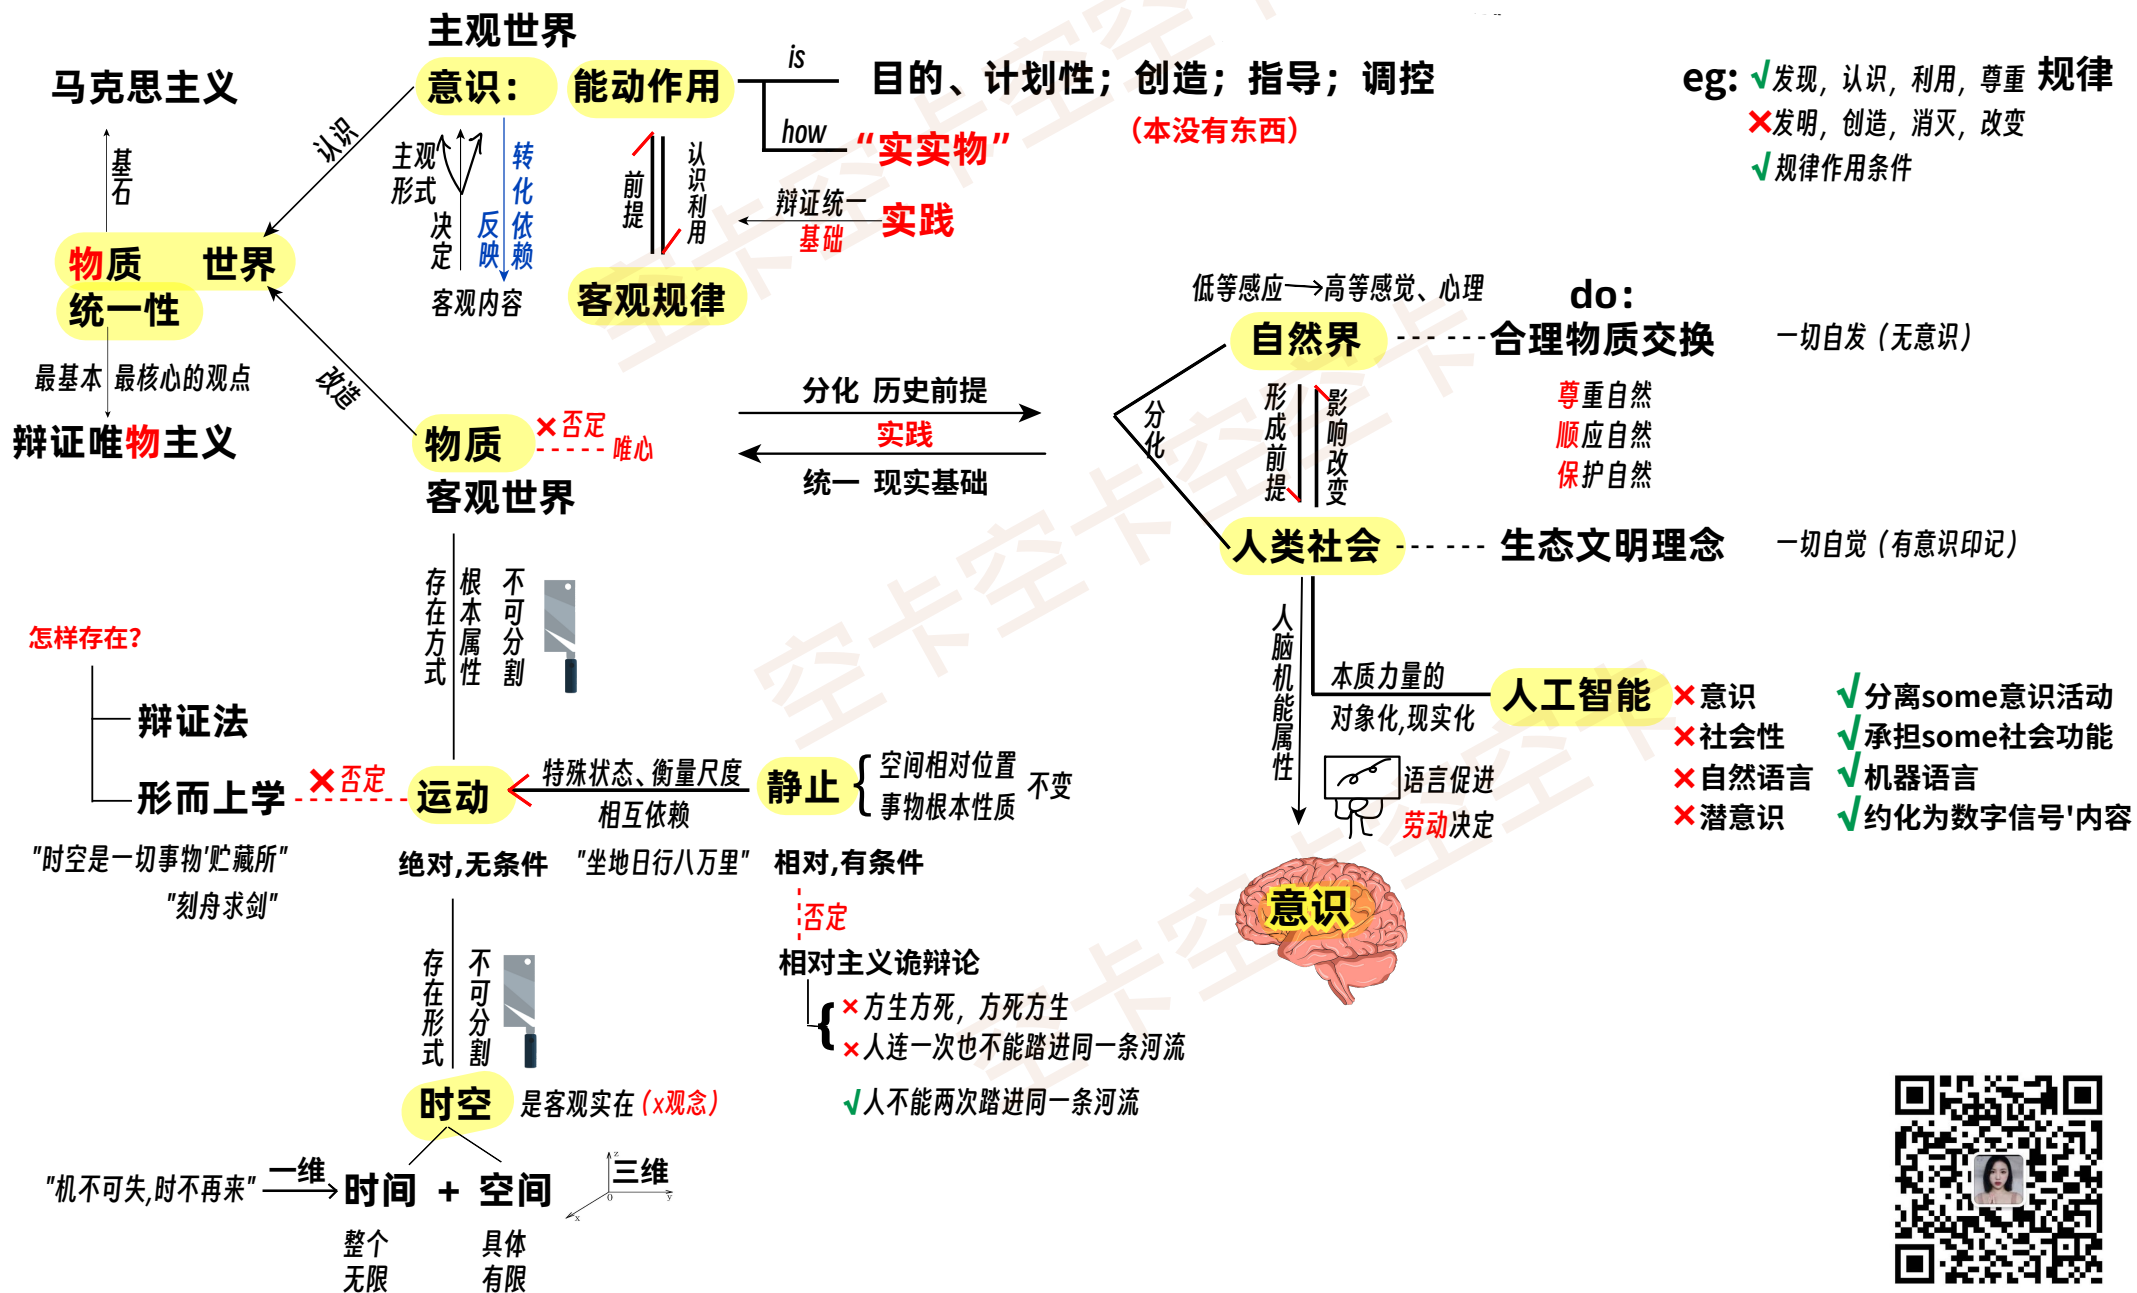 主观世界
马克思主义
意识：
能动作用
is
目的、计划性；创造；指导；调控
how
“实实物”
（本没有东西）
eg:
√发现，认识，利用，尊重 规律
×发明，创造，消灭，改变
√规律作用条件
认识
基石
主观形式
决定
反映
转化依赖
客观内容
前提
认识利用
辩证统一
基础
实践
物质 世界
统一性
客观规律
最基本 最核心的观点
辩证唯物主义
改造
物质
×否定
唯心
客观世界
分化 历史前提
实践
统一 现实基础
低等感应
高等感觉、心理
do：
自然界
合理物质交换
一切自发（无意识）
分化
形成前提
影响改变
尊重自然
顺应自然
保护自然
人类社会
生态文明理念
一切自觉（有意识印记）
存在方式
根本属性
不可分割
怎样存在？
辩证法
形而上学
×否定
运动
特殊状态、衡量尺度
相互依赖
静止
空间相对位置
事物根本性质
不变
"时空是一切事物'贮藏所"
"刻舟求剑"
绝对,无条件
"坐地日行八万里"
相对,有条件
否定
相对主义诡辩论
×方生方死，方死方生
×人连一次也不能踏进同一条河流
√人不能两次踏进同一条河流
人脑机能属性
本质力量的
对象化,现实化
人工智能
×意识
√分离some意识活动
×社会性
√承担some社会功能
×自然语言
√机器语言
×潜意识
√约化为数字信号'内容
语言促进
劳动决定
意识
存在形式
不可分割
时空
是客观实在（x观念）
"机不可失,时不再来"
一维
时间 + 空间
三维
z
0
y
x
整个
无限
具体
有限
空卡空卡空卡空
空卡空卡空卡
空卡空卡空卡